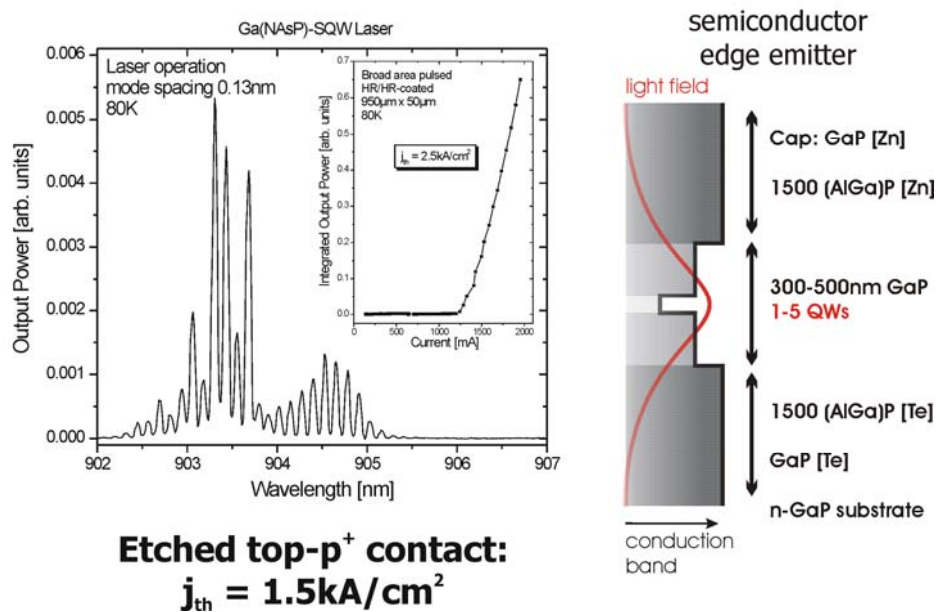 Ga(NAsP)-SQW Laser
Laser operation
mode spacing 0.13nm
80K
Output Power [arb. units]
0.006
0.005
0.004
0.003
0.002
0.001
0.000
902
903
904
905
906
907
Wavelength [nm]
Broad area pulsed
HR/HR-coated
950µm x 50µm
80K
j_th = 2.5kA/cm²
Integrated Output Power [arb. units]
0.7
0.6
0.5
0.4
0.3
0.2
0.1
0.0
0
500
1000
1500
2000
Current [mA]
Etched top-p⁺ contact:
j_th = 1.5kA/cm²
semiconductor
edge emitter
light field
Cap: GaP [Zn]
1500 (AlGa)P [Zn]
300-500nm GaP
1-5 QWs
1500 (AlGa)P [Te]
GaP [Te]
n-GaP substrate
conduction
band